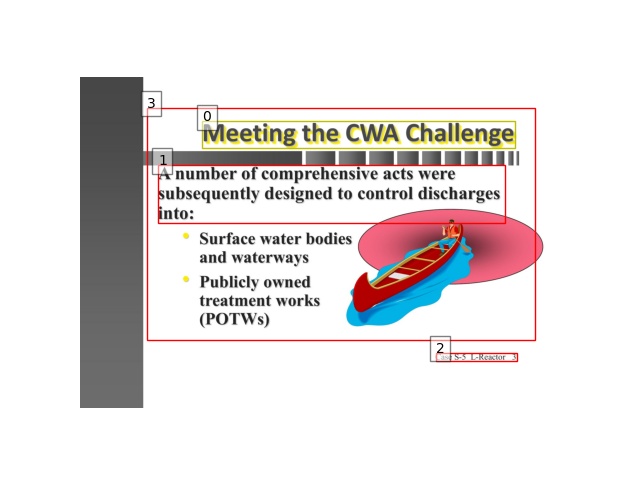 3
0
Meeting the CWA Challenge
1
A number of comprehensive acts were
subsequently designed to control discharges
into:
Surface water bodies
and waterways
Publicly owned
treatment works
(POTWs)
2
Case S-5 L-Reactor 3